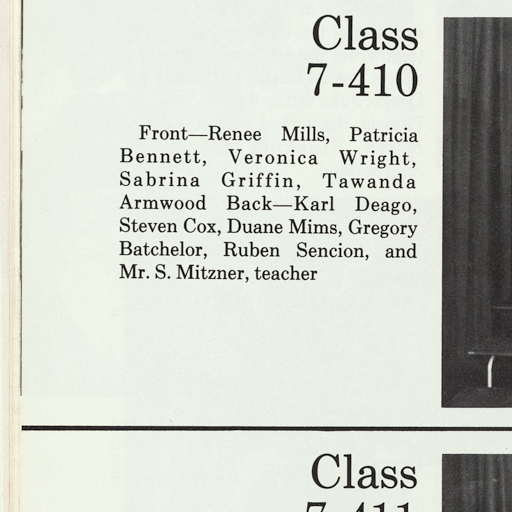 Class
7-410
Front—Renee Mills, Patricia
Bennett, Veronica Wright,
Sabrina Griffin, Tawanda
Armwood Back—Karl Deago,
Steven Cox, Duane Mims, Gregory
Batchelor, Ruben Sencion, and
Mr. S. Mitzner, teacher
Class
7-411